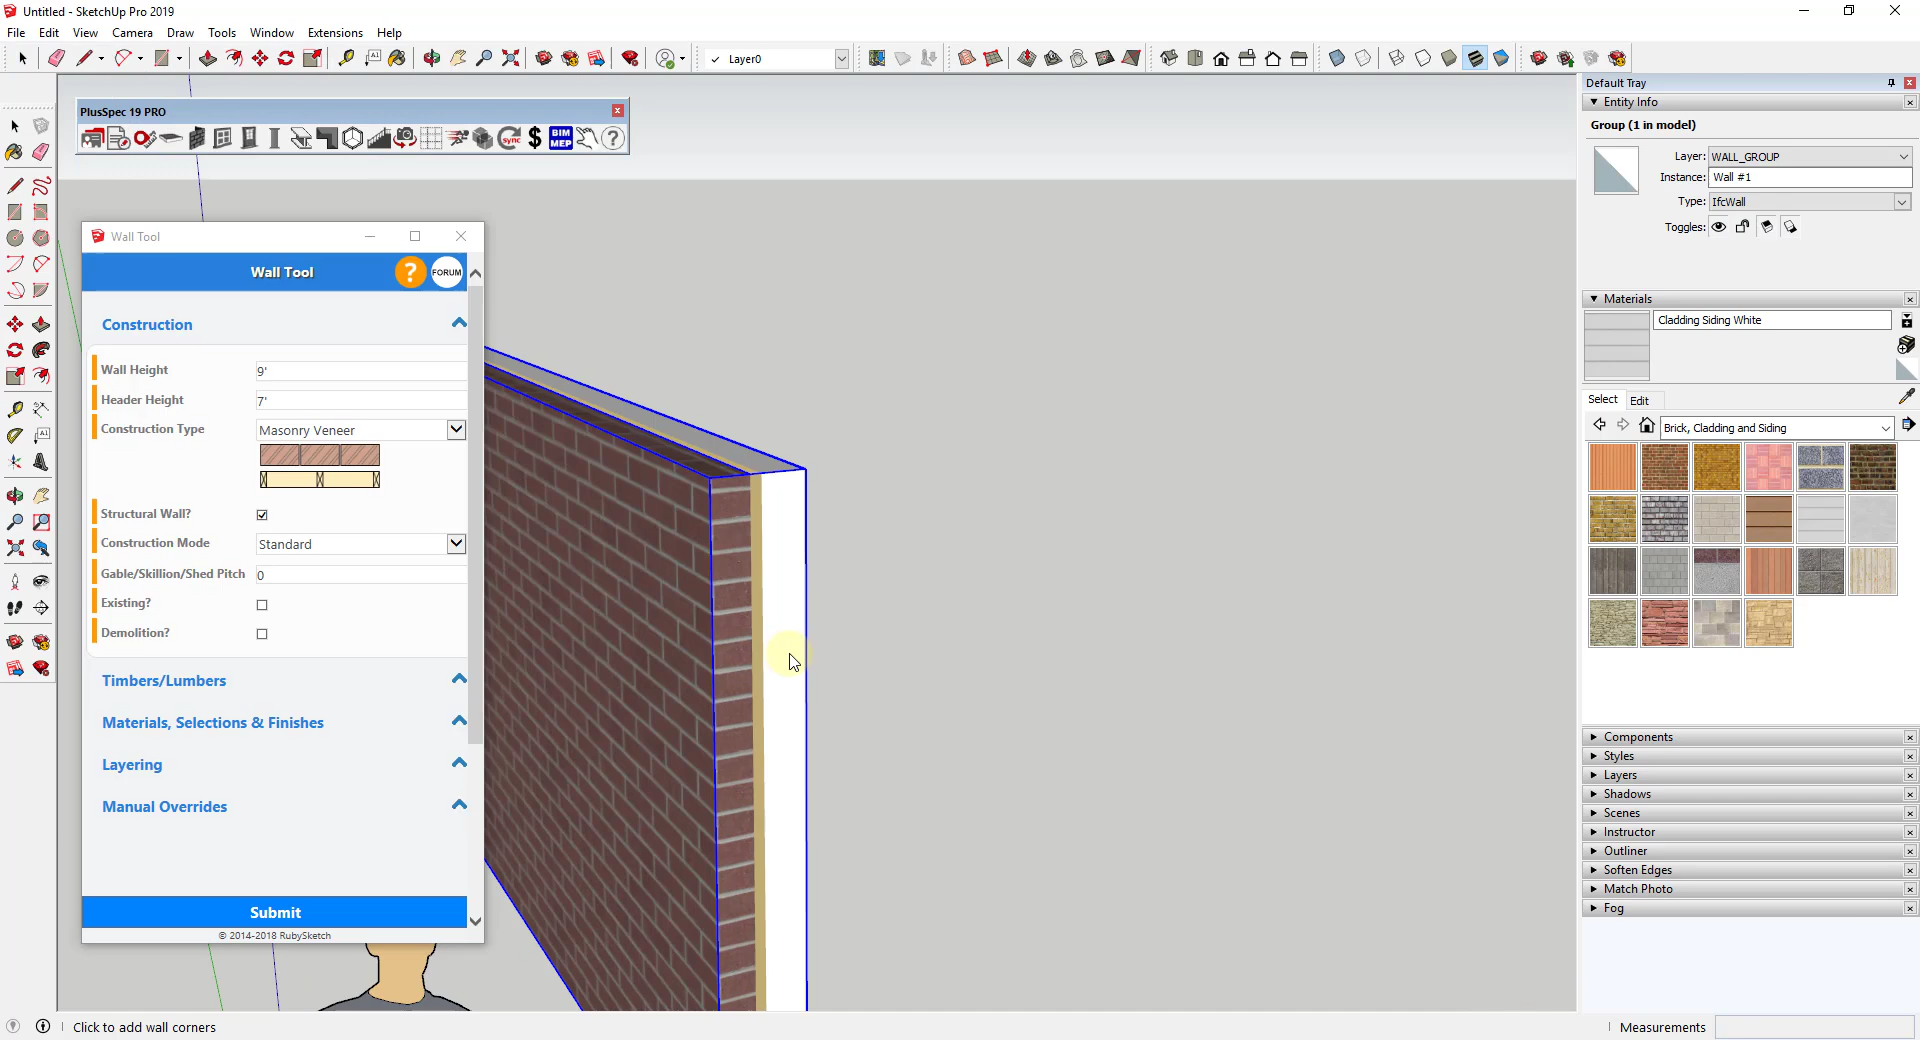 Untitled - SketchUp Pro 2019
File Edit View Camera Draw Tools Window Extensions Help
A1
✓ Layer0
PlusSpec 19 PRO
sync $ BIM MEP ?
Wall Tool
Wall Tool ? FORUM
Construction
Wall Height 9'
Header Height 7'
Construction Type Masonry Veneer
Structural Wall?
Construction Mode Standard
Gable/Skillion/Shed Pitch 0
Existing?
Demolition?
Timbers/Lumbers
Materials, Selections & Finishes
Layering
Manual Overrides
Submit
© 2014-2018 RubySketch
A1
Click to add wall corners
Default Tray
Entity Info
Group (1 in model)
Layer: WALL_GROUP
Instance: Wall #1
Type: IfcWall
Toggles:
Materials
Cladding Siding White
Select Edit
Brick, Cladding and Siding
Components
Styles
Layers
Shadows
Scenes
Instructor
Outliner
Soften Edges
Match Photo
Fog
Measurements